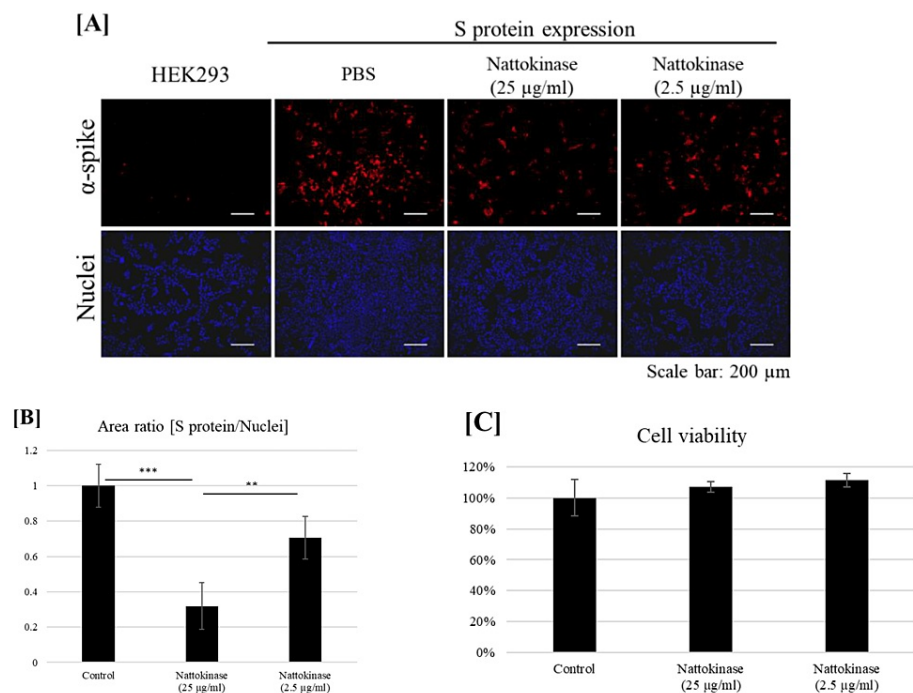 [A]
S protein expression
HEK293
PBS
Nattokinase
(25 µg/ml)
Nattokinase
(2.5 µg/ml)
α-spike
Nuclei
Scale bar: 200 µm
[B]
Area ratio [S protein/Nuclei]
1.2
1
0.8
0.6
0.4
0.2
0
***
**
Control
Nattokinase
(25 µg/ml)
Nattokinase
(2.5 µg/ml)
[C]
Cell viability
120%
100%
80%
60%
40%
20%
0%
Control
Nattokinase
(25 µg/ml)
Nattokinase
(2.5 µg/ml)